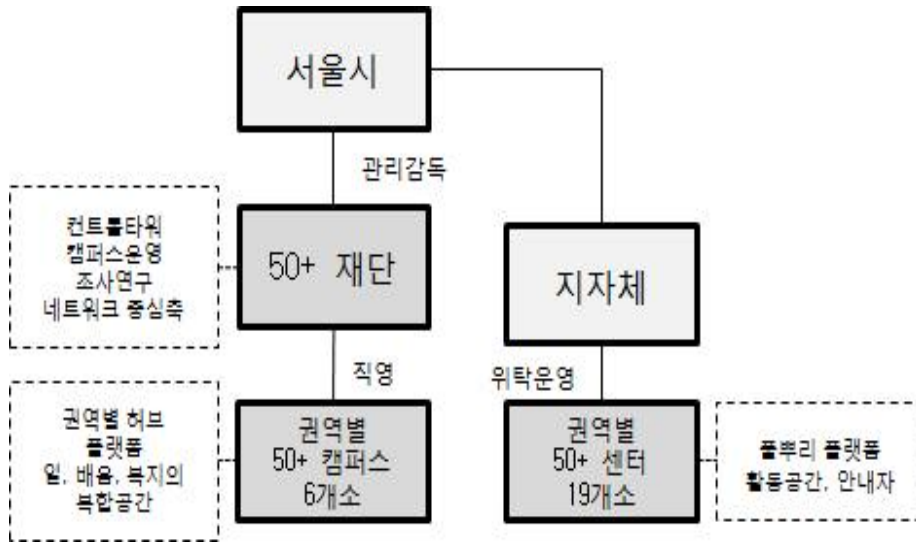 서울시
관리감독
컨트롤타워
캠퍼스운영
조사연구
네트워크 중심축
50+ 재단
지자체
직영
위탁운영
권역별 허브
플랫폼
일, 배움, 복지의
복합공간
권역별
50+ 캠퍼스
6개소
권역별
50+ 센터
19개소
풀뿌리 플랫폼
활동공간, 안내자